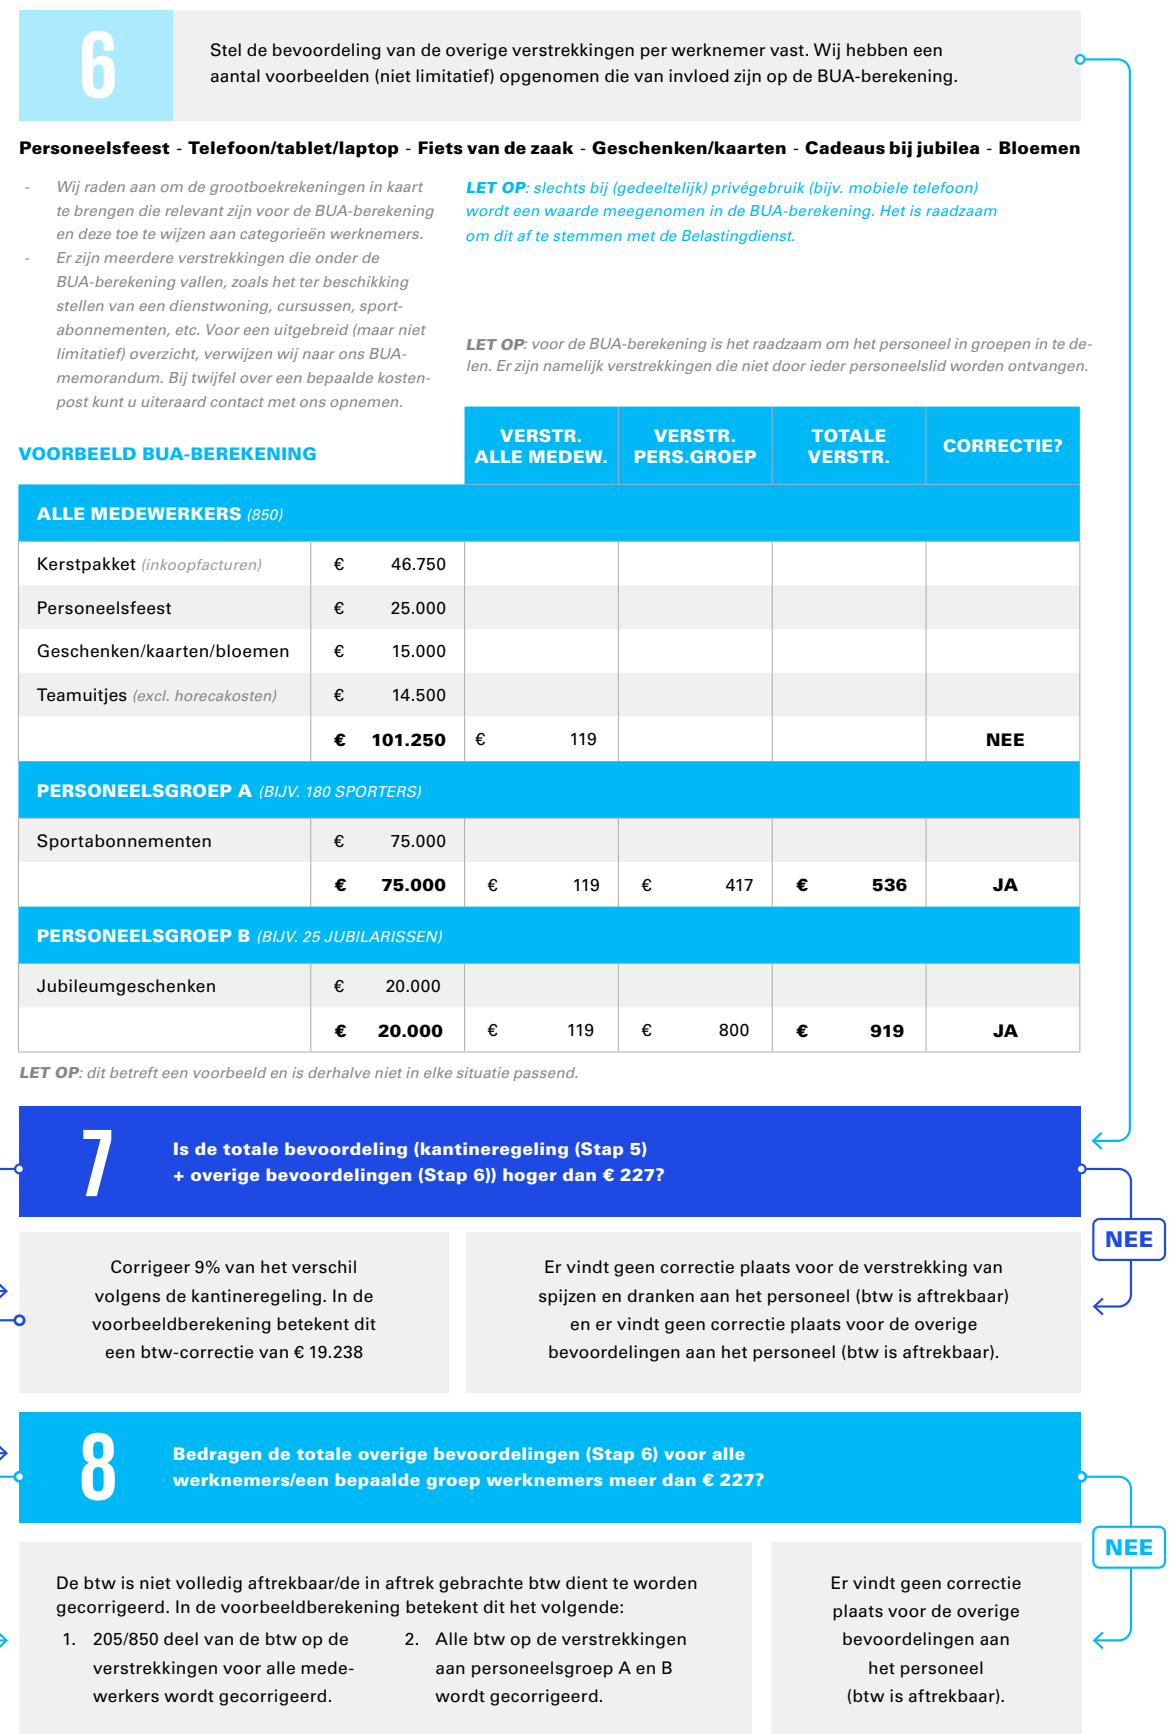 6
Stel de bevoordeling van de overige verstrekkingen per werknemer vast. Wij hebben een
aantal voorbeelden (niet limitatief) opgenomen die van invloed zijn op de BUA-berekening.
Personeelsfeest - Telefoon/tablet/laptop - Fiets van de zaak - Geschenken/kaarten - Cadeaus bij jubilea - Bloemen
- Wij raden aan om de grootboekrekeningen in kaart
te brengen die relevant zijn voor de BUA-berekening
en deze toe te wijzen aan categorieën werknemers.
- Er zijn meerdere verstrekkingen die onder de
BUA-berekening vallen, zoals het ter beschikking
stellen van een dienstwoning, cursussen, sport-
abonnementen, etc. Voor een uitgebreid (maar niet
limitatief) overzicht, verwijzen wij naar ons BUA-
memorandum. Bij twijfel over een bepaalde kosten-
post kunt u uiteraard contact met ons opnemen.
LET OP: slechts bij (gedeeltelijk) privégebruik (bijv. mobiele telefoon)
wordt een waarde meegenomen in de BUA-berekening. Het is raadzaam
om dit af te stemmen met de Belastingdienst.
LET OP: voor de BUA-berekening is het raadzaam om het personeel in groepen in te de-
len. Er zijn namelijk verstrekkingen die niet door ieder personeelslid worden ontvangen.
VOORBEELD BUA-BEREKENING
VERSTR.
ALLE MEDEW.
VERSTR.
PERS.GROEP
TOTALE
VERSTR.
CORRECTIE?
ALLE MEDEWERKERS (850)
Kerstpakket (inkoopfacturen) € 46.750
Personeelsfeest € 25.000
Geschenken/kaarten/bloemen € 15.000
Teamuitjes (excl. horecakosten) € 14.500
€ 101.250 € 119 NEE
PERSONEELSGROEP A (BIJV. 180 SPORTERS)
Sportabonnementen € 75.000
€ 75.000 € 119 € 417 € 536 JA
PERSONEELSGROEP B (BIJV. 25 JUBILARISSEN)
Jubileumgeschenken € 20.000
€ 20.000 € 119 € 800 € 919 JA
LET OP: dit betreft een voorbeeld en is derhalve niet in elke situatie passend.
7
Is de totale bevoordeling (kantineregeling (Stap 5)
+ overige bevoordelingen (Stap 6)) hoger dan € 227?
NEE
Corrigeer 9% van het verschil
volgens de kantineregeling. In de
voorbeeldberekening betekent dit
een btw-correctie van € 19.238
Er vindt geen correctie plaats voor de verstrekking van
spijzen en dranken aan het personeel (btw is aftrekbaar)
en er vindt geen correctie plaats voor de overige
bevoordelingen aan het personeel (btw is aftrekbaar).
8
Bedragen de totale overige bevoordelingen (Stap 6) voor alle
werknemers/een bepaalde groep werknemers meer dan € 227?
NEE
De btw is niet volledig aftrekbaar/de in aftrek gebrachte btw dient te worden
gecorrigeerd. In de voorbeeldberekening betekent dit het volgende:
1. 205/850 deel van de btw op de
verstrekkingen voor alle mede-
werkers wordt gecorrigeerd.
2. Alle btw op de verstrekkingen
aan personeelsgroep A en B
wordt gecorrigeerd.
Er vindt geen correctie
plaats voor de overige
bevoordelingen aan
het personeel
(btw is aftrekbaar).